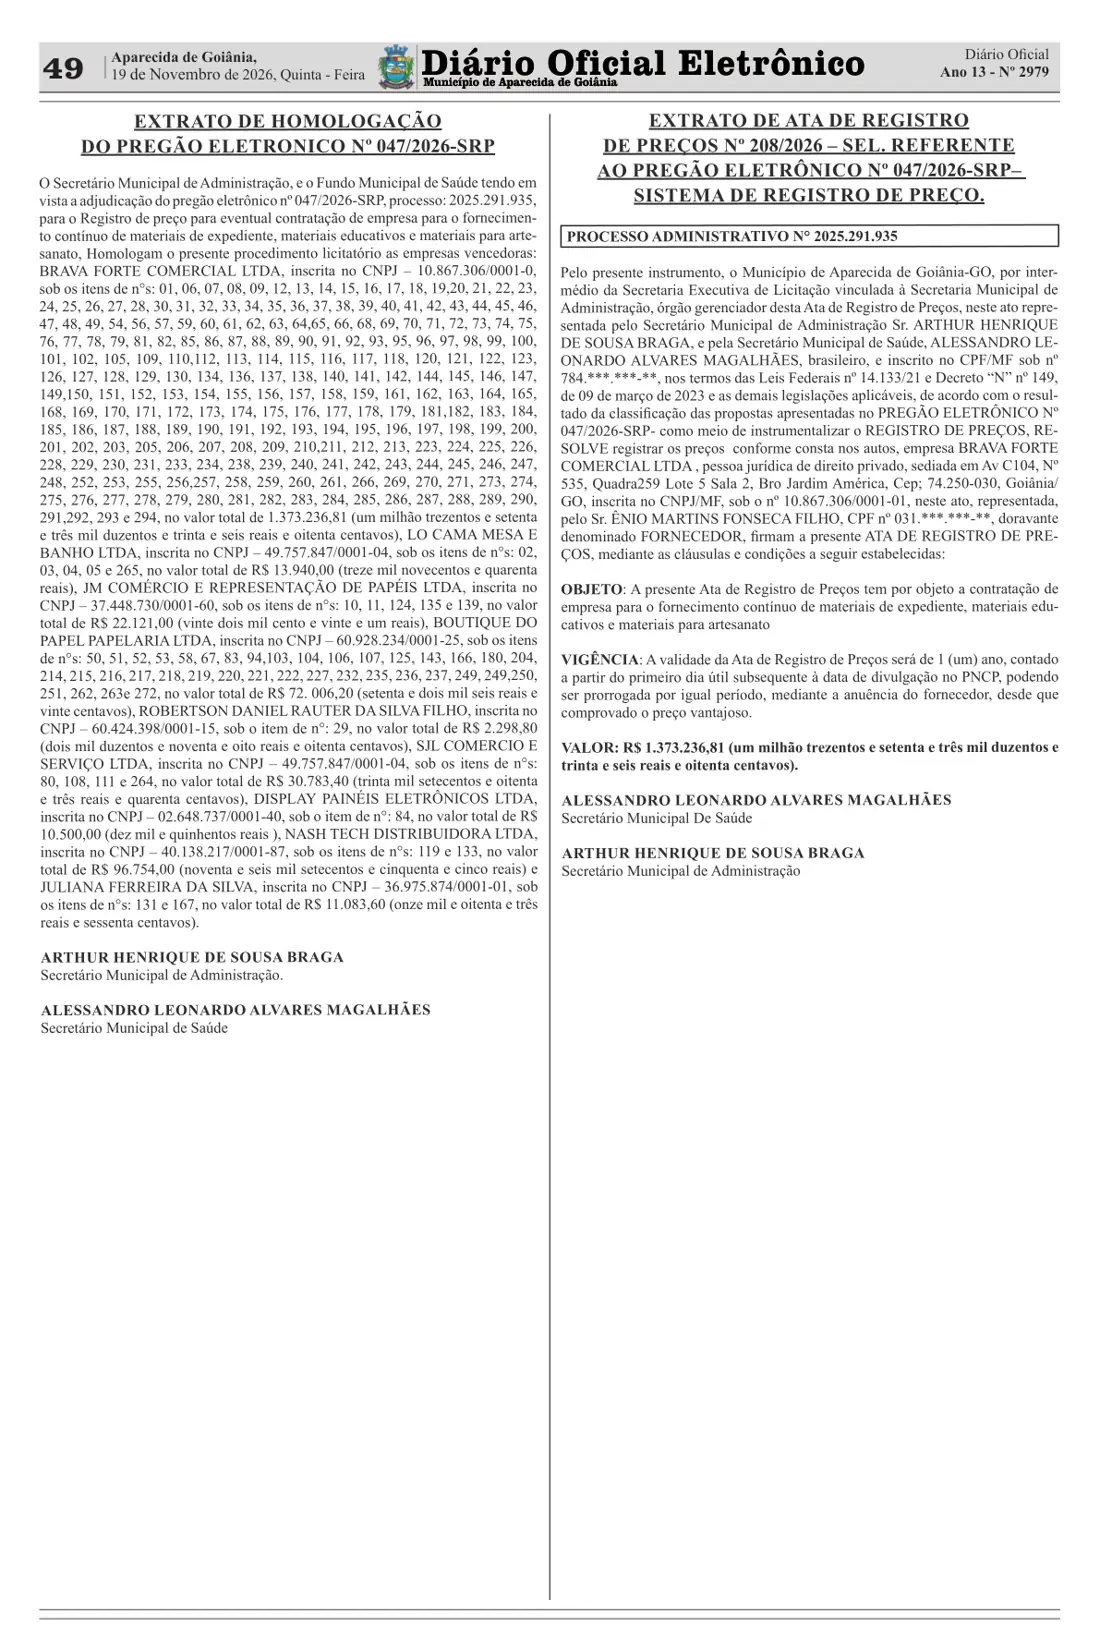 49
Aparecida de Goiânia,
19 de Novembro de 2026, Quinta - Feira
Diário Oficial Eletrônico
Município de Aparecida de Goiânia
Diário Oficial
Ano 13 - Nº 2979
EXTRATO DE HOMOLOGAÇÃO
DO PREGÃO ELETRONICO Nº 047/2026-SRP
O Secretário Municipal de Administração, e o Fundo Municipal de Saúde tendo em
vista a adjudicação do pregão eletrônico nº 047/2026-SRP, processo: 2025.291.935,
para o Registro de preço para eventual contratação de empresa para o fornecimen-
to contínuo de materiais de expediente, materiais educativos e materiais para arte-
sanato, Homologam o presente procedimento licitatório as empresas vencedoras:
BRAVA FORTE COMERCIAL LTDA, inscrita no CNPJ – 10.867.306/0001-0,
sob os itens de n°s: 01, 06, 07, 08, 09, 12, 13, 14, 15, 16, 17, 18, 19,20, 21, 22, 23,
24, 25, 26, 27, 28, 30, 31, 32, 33, 34, 35, 36, 37, 38, 39, 40, 41, 42, 43, 44, 45, 46,
47, 48, 49, 54, 56, 57, 59, 60, 61, 62, 63, 64,65, 66, 68, 69, 70, 71, 72, 73, 74, 75,
76, 77, 78, 79, 81, 82, 85, 86, 87, 88, 89, 90, 91, 92, 93, 95, 96, 97, 98, 99, 100,
101, 102, 105, 109, 110,112, 113, 114, 115, 116, 117, 118, 120, 121, 122, 123,
126, 127, 128, 129, 130, 134, 136, 137, 138, 140, 141, 142, 144, 145, 146, 147,
149,150, 151, 152, 153, 154, 155, 156, 157, 158, 159, 161, 162, 163, 164, 165,
168, 169, 170, 171, 172, 173, 174, 175, 176, 177, 178, 179, 181,182, 183, 184,
185, 186, 187, 188, 189, 190, 191, 192, 193, 194, 195, 196, 197, 198, 199, 200,
201, 202, 203, 205, 206, 207, 208, 209, 210,211, 212, 213, 223, 224, 225, 226,
228, 229, 230, 231, 233, 234, 238, 239, 240, 241, 242, 243, 244, 245, 246, 247,
248, 252, 253, 255, 256,257, 258, 259, 260, 261, 266, 269, 270, 271, 273, 274,
275, 276, 277, 278, 279, 280, 281, 282, 283, 284, 285, 286, 287, 288, 289, 290,
291,292, 293 e 294, no valor total de 1.373.236,81 (um milhão trezentos e setenta
e três mil duzentos e trinta e seis reais e oitenta centavos), LO CAMA MESA E
BANHO LTDA, inscrita no CNPJ – 49.757.847/0001-04, sob os itens de n°s: 02,
03, 04, 05 e 265, no valor total de R$ 13.940,00 (treze mil novecentos e quarenta
reais), JM COMÉRCIO E REPRESENTAÇÃO DE PAPÉIS LTDA, inscrita no
CNPJ – 37.448.730/0001-60, sob os itens de n°s: 10, 11, 124, 135 e 139, no valor
total de R$ 22.121,00 (vinte dois mil cento e vinte e um reais), BOUTIQUE DO
PAPEL PAPELARIA LTDA, inscrita no CNPJ – 60.928.234/0001-25, sob os itens
de n°s: 50, 51, 52, 53, 58, 67, 83, 94,103, 104, 106, 107, 125, 143, 166, 180, 204,
214, 215, 216, 217, 218, 219, 220, 221, 222, 227, 232, 235, 236, 237, 249, 249,250,
251, 262, 263e 272, no valor total de R$ 72. 006,20 (setenta e dois mil seis reais e
vinte centavos), ROBERTSON DANIEL RAUTER DA SILVA FILHO, inscrita no
CNPJ – 60.424.398/0001-15, sob o item de n°: 29, no valor total de R$ 2.298,80
(dois mil duzentos e noventa e oito reais e oitenta centavos), SJL COMERCIO E
SERVIÇO LTDA, inscrita no CNPJ – 49.757.847/0001-04, sob os itens de n°s:
80, 108, 111 e 264, no valor total de R$ 30.783,40 (trinta mil setecentos e oitenta
e três reais e quarenta centavos), DISPLAY PAINÉIS ELETRÔNICOS LTDA,
inscrita no CNPJ – 02.648.737/0001-40, sob o item de n°: 84, no valor total de R$
10.500,00 (dez mil e quinhentos reais ), NASH TECH DISTRIBUIDORA LTDA,
inscrita no CNPJ – 40.138.217/0001-87, sob os itens de n°s: 119 e 133, no valor
total de R$ 96.754,00 (noventa e seis mil setecentos e cinquenta e cinco reais) e
JULIANA FERREIRA DA SILVA, inscrita no CNPJ – 36.975.874/0001-01, sob
os itens de n°s: 131 e 167, no valor total de R$ 11.083,60 (onze mil e oitenta e três
reais e sessenta centavos).
ARTHUR HENRIQUE DE SOUSA BRAGA
Secretário Municipal de Administração.
ALESSANDRO LEONARDO ALVARES MAGALHÃES
Secretário Municipal de Saúde
EXTRATO DE ATA DE REGISTRO
DE PREÇOS Nº 208/2026 – SEL. REFERENTE
AO PREGÃO ELETRÔNICO Nº 047/2026-SRP–
SISTEMA DE REGISTRO DE PREÇO.
PROCESSO ADMINISTRATIVO N° 2025.291.935
Pelo presente instrumento, o Município de Aparecida de Goiânia-GO, por inter-
médio da Secretaria Executiva de Licitação vinculada à Secretaria Municipal de
Administração, órgão gerenciador desta Ata de Registro de Preços, neste ato repre-
sentada pelo Secretário Municipal de Administração Sr. ARTHUR HENRIQUE
DE SOUSA BRAGA, e pela Secretário Municipal de Saúde, ALESSANDRO LE-
ONARDO ALVARES MAGALHÃES, brasileiro, e inscrito no CPF/MF sob nº
784.***.***-**, nos termos das Leis Federais nº 14.133/21 e Decreto “N” nº 149,
de 09 de março de 2023 e as demais legislações aplicáveis, de acordo com o resul-
tado da classificação das propostas apresentadas no PREGÃO ELETRÔNICO Nº
047/2026-SRP- como meio de instrumentalizar o REGISTRO DE PREÇOS, RE-
SOLVE registrar os preços conforme consta nos autos, empresa BRAVA FORTE
COMERCIAL LTDA , pessoa jurídica de direito privado, sediada em Av C104, Nº
535, Quadra259 Lote 5 Sala 2, Bro Jardim América, Cep; 74.250-030, Goiânia/
GO, inscrita no CNPJ/MF, sob o nº 10.867.306/0001-01, neste ato, representada,
pelo Sr. ÊNIO MARTINS FONSECA FILHO, CPF nº 031.***.***-**, doravante
denominado FORNECEDOR, firmam a presente ATA DE REGISTRO DE PRE-
ÇOS, mediante as cláusulas e condições a seguir estabelecidas:
OBJETO: A presente Ata de Registro de Preços tem por objeto a contratação de
empresa para o fornecimento contínuo de materiais de expediente, materiais edu-
cativos e materiais para artesanato
VIGÊNCIA: A validade da Ata de Registro de Preços será de 1 (um) ano, contado
a partir do primeiro dia útil subsequente à data de divulgação no PNCP, podendo
ser prorrogada por igual período, mediante a anuência do fornecedor, desde que
comprovado o preço vantajoso.
VALOR: R$ 1.373.236,81 (um milhão trezentos e setenta e três mil duzentos e
trinta e seis reais e oitenta centavos).
ALESSANDRO LEONARDO ALVARES MAGALHÃES
Secretário Municipal De Saúde
ARTHUR HENRIQUE DE SOUSA BRAGA
Secretário Municipal de Administração